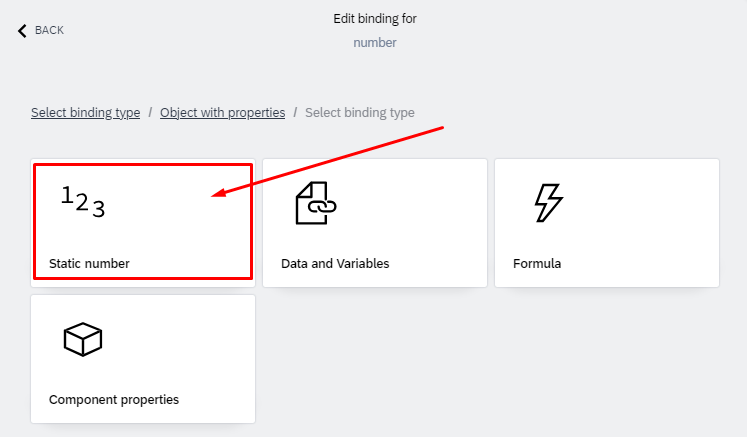 Edit binding for
BACK
number
Select binding type / Object with properties / Select binding type
123
Static number
Data and Variables
Formula
Component properties